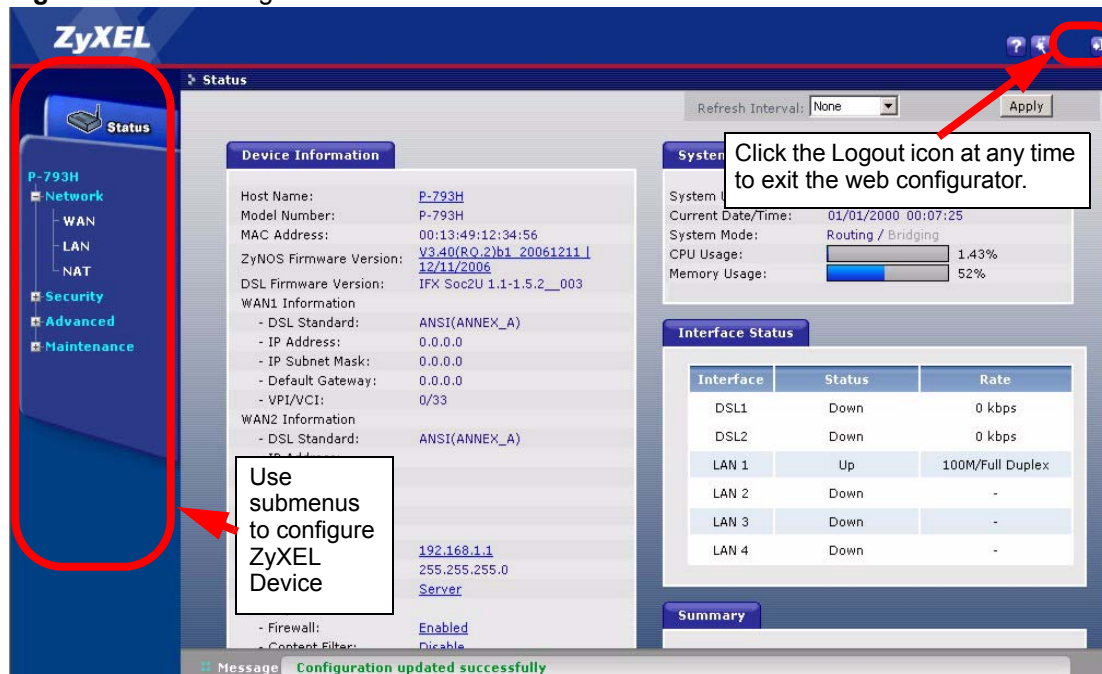 ZyXEL
Status
Refresh Interval: None Apply
Click the Logout icon at any time
to exit the web configurator.
Status
P-793H
Network
WAN
LAN
NAT
Security
Advanced
Maintenance
Device Information
Host Name: P-793H
Model Number: P-793H
MAC Address: 00:13:49:12:34:56
ZyNOS Firmware Version: V3.40(RQ.2)b1_20061211 |
12/11/2006
DSL Firmware Version: IFX Soc2U 1.1-1.5.2__003
WAN1 Information
- DSL Standard: ANSI(ANNEX_A)
- IP Address: 0.0.0.0
- IP Subnet Mask: 0.0.0.0
- Default Gateway: 0.0.0.0
- VPI/VCI: 0/33
WAN2 Information
- DSL Standard: ANSI(ANNEX_A)
Use
submenus
to configure
ZyXEL
Device
192.168.1.1
255.255.255.0
Server
- Firewall: Enabled
- Content Filter: Disable
Current Date/Time: 01/01/2000 00:07:25
System Mode: Routing / Bridging
CPU Usage: 1.43%
Memory Usage: 52%
Interface Status
Interface Status Rate
DSL1 Down 0 kbps
DSL2 Down 0 kbps
LAN 1 Up 100M/Full Duplex
LAN 2 Down -
LAN 3 Down -
LAN 4 Down -
Summary
Message Configuration updated successfully